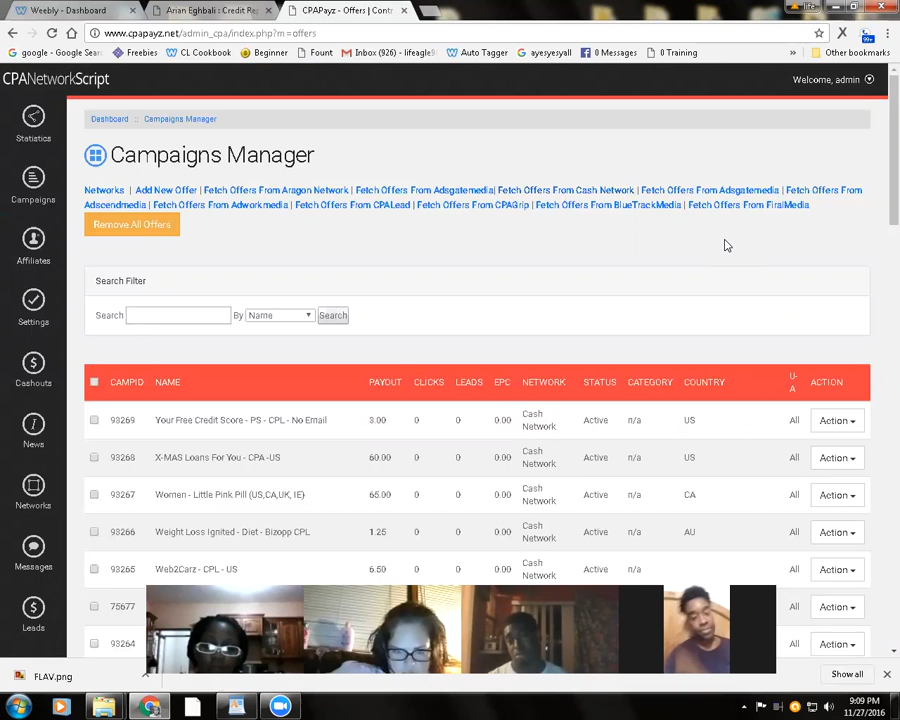 Weebly - Dashboard
Arian Eghbali : Credit Re
CPAPayz - Offers | Contr
life
www.cpapayz.net/admin_cpa/index.php?m=offers
google - Google Sear
Freebies
CL Cookbook
Beginner
Fount
Inbox (926) - lifeagle9
Auto Tagger
ayesyesyall
0 Messages
0 Training
Other bookmarks
99+
CPANetworkScript
Welcome, admin
Statistics
Campaigns
Affiliates
Settings
Cashouts
News
Networks
Messages
Leads
Dashboard :: Campaigns Manager
Campaigns Manager
Networks | Add New Offer | Fetch Offers From Aragon Network | Fetch Offers From Adsgatemedia| Fetch Offers From Cash Network | Fetch Offers From Adsgatemedia | Fetch Offers From
Adscendmedia | Fetch Offers From Adworkmedia | Fetch Offers From CPALead | Fetch Offers From CPAGrip | Fetch Offers From BlueTrackMedia | Fetch Offers From FiralMedia
Remove All Offers
Search Filter
Search By Name Search
CAMPID NAME PAYOUT CLICKS LEADS EPC NETWORK STATUS CATEGORY COUNTRY U-A ACTION
93269 Your Free Credit Score - PS - CPL - No Email 3.00 0 0 0.00 Cash Network Active n/a US All Action
93268 X-MAS Loans For You - CPA -US 60.00 0 0 0.00 Cash Network Active n/a US All Action
93267 Women - Little Pink Pill (US,CA,UK, IE) 65.00 0 0 0.00 Cash Network Active n/a CA All Action
93266 Weight Loss Ignited - Diet - Bizopp CPL 1.25 0 0 0.00 Cash Network Active n/a AU All Action
93265 Web2Carz - CPL - US 6.50 0 0 0.00 Cash Network Active n/a All Action
75677 All Action
93264 All Action
FLAV.png
Show all
9:09 PM
11/27/2016